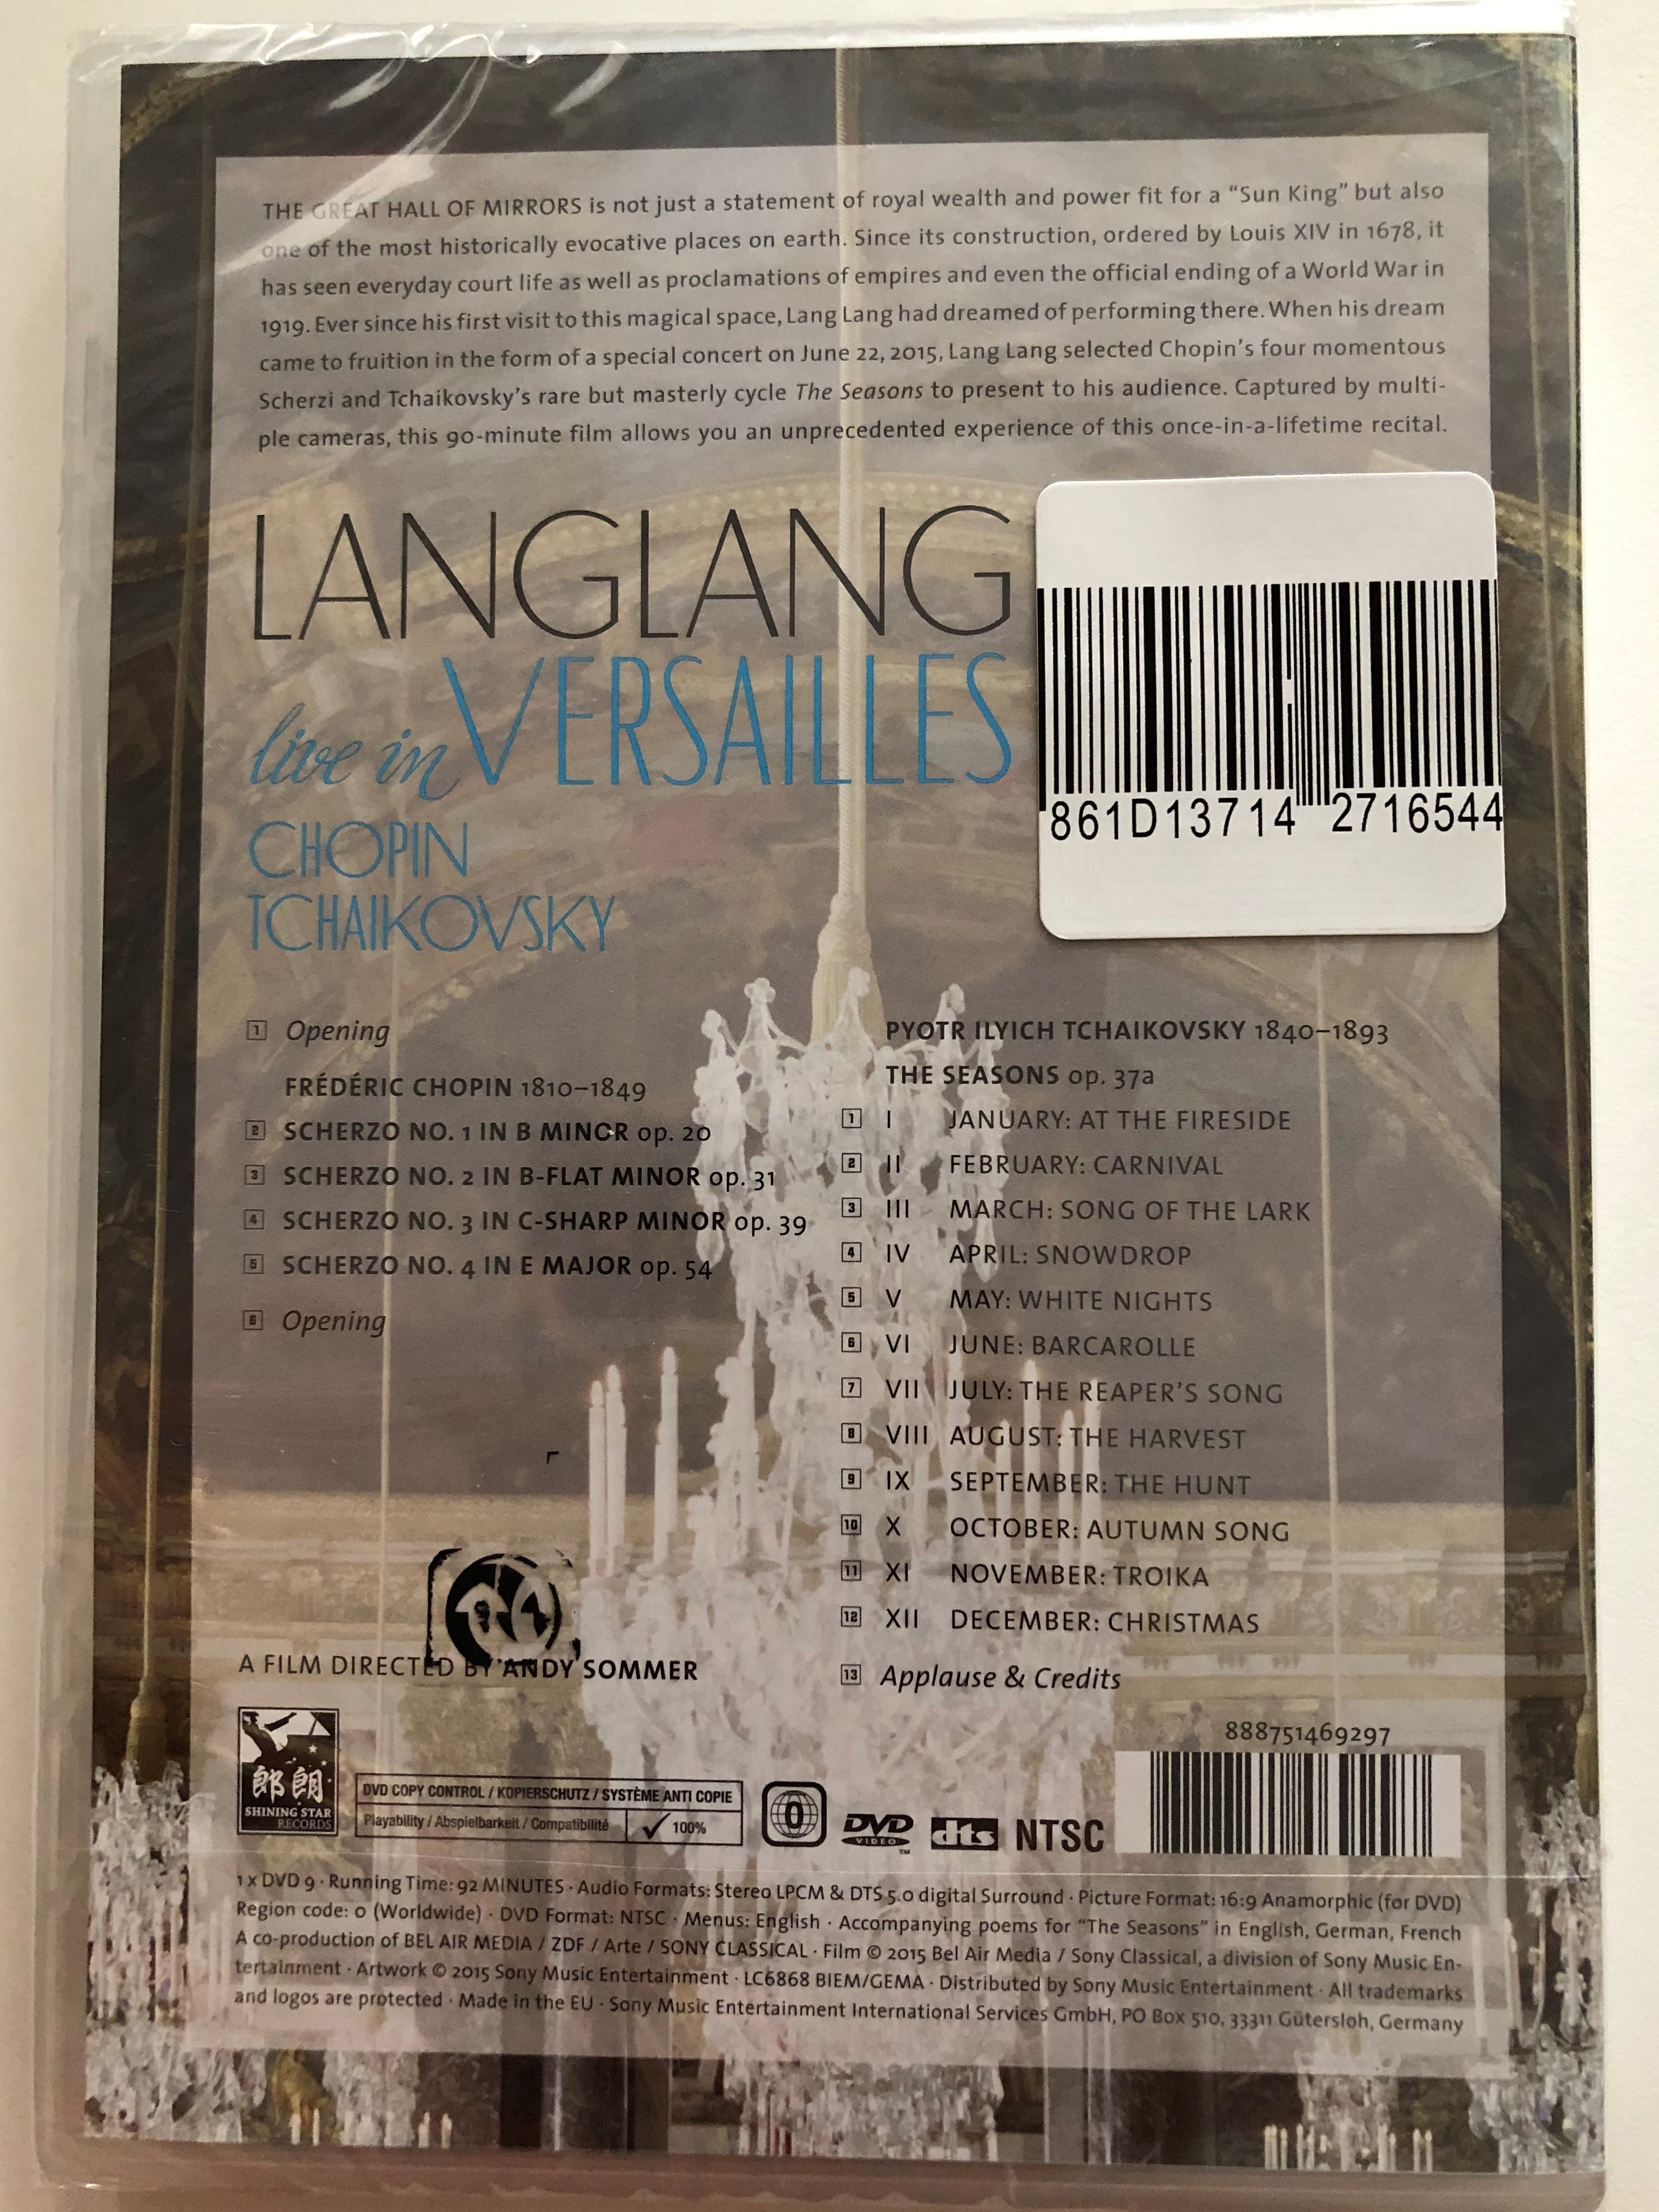 THE GREAT HALL OF MIRRORS is not just a statement of royal wealth and power fit for a “Sun King” but also
one of the most historically evocative places on earth. Since its construction, ordered by Louis XIV in 1678, it
has seen everyday court life as well as proclamations of empires and even the official ending of a World War in
1919. Ever since his first visit to this magical space, Lang Lang had dreamed of performing there. When his dream
came to fruition in the form of a special concert on June 22, 2015, Lang Lang selected Chopin’s four momentous
Scherzi and Tchaikovsky’s rare but masterly cycle The Seasons to present to his audience. Captured by multi-
ple cameras, this 90-minute film allows you an unprecedented experience of this once-in-a-lifetime recital.
LANGLANG
live in VERSAILLES
CHOPIN
TCHAIKOVSKY
861D13714 2716544
1 Opening
FRÉDÉRIC CHOPIN 1810–1849
2 SCHERZO NO. 1 IN B MINOR op. 20
3 SCHERZO NO. 2 IN B-FLAT MINOR op. 31
4 SCHERZO NO. 3 IN C-SHARP MINOR op. 39
5 SCHERZO NO. 4 IN E MAJOR op. 54
6 Opening
PYOTR ILYICH TCHAIKOVSKY 1840–1893
THE SEASONS op. 37a
1 I JANUARY: AT THE FIRESIDE
2 II FEBRUARY: CARNIVAL
3 III MARCH: SONG OF THE LARK
4 IV APRIL: SNOWDROP
5 V MAY: WHITE NIGHTS
6 VI JUNE: BARCAROLLE
7 VII JULY: THE REAPER’S SONG
8 VIII AUGUST: THE HARVEST
9 IX SEPTEMBER: THE HUNT
10 X OCTOBER: AUTUMN SONG
11 XI NOVEMBER: TROIKA
12 XII DECEMBER: CHRISTMAS
13 Applause & Credits
A FILM DIRECTED BY ANDY SOMMER
888751469297
郎朗
SHINING STAR
RECORDS
DVD COPY CONTROL / KOPIERSCHUTZ / SYSTÈME ANTI COPIE
Playability / Abspielbarkeit / Compatibilité 100%
0
DVD
VIDEO
TM
dts
NTSC
1 x DVD 9 · Running Time: 92 MINUTES · Audio Formats: Stereo LPCM & DTS 5.0 digital Surround · Picture Format: 16:9 Anamorphic (for DVD)
Region code: 0 (Worldwide) · DVD Format: NTSC · Menus: English · Accompanying poems for “The Seasons” in English, German, French
A co-production of BEL AIR MEDIA / ZDF / Arte / SONY CLASSICAL · Film © 2015 Bel Air Media / Sony Classical, a division of Sony Music En-
tertainment · Artwork © 2015 Sony Music Entertainment · LC6868 BIEM/GEMA · Distributed by Sony Music Entertainment · All trademarks
and logos are protected · Made in the EU · Sony Music Entertainment International Services GmbH, PO Box 510, 33311 Gütersloh, Germany